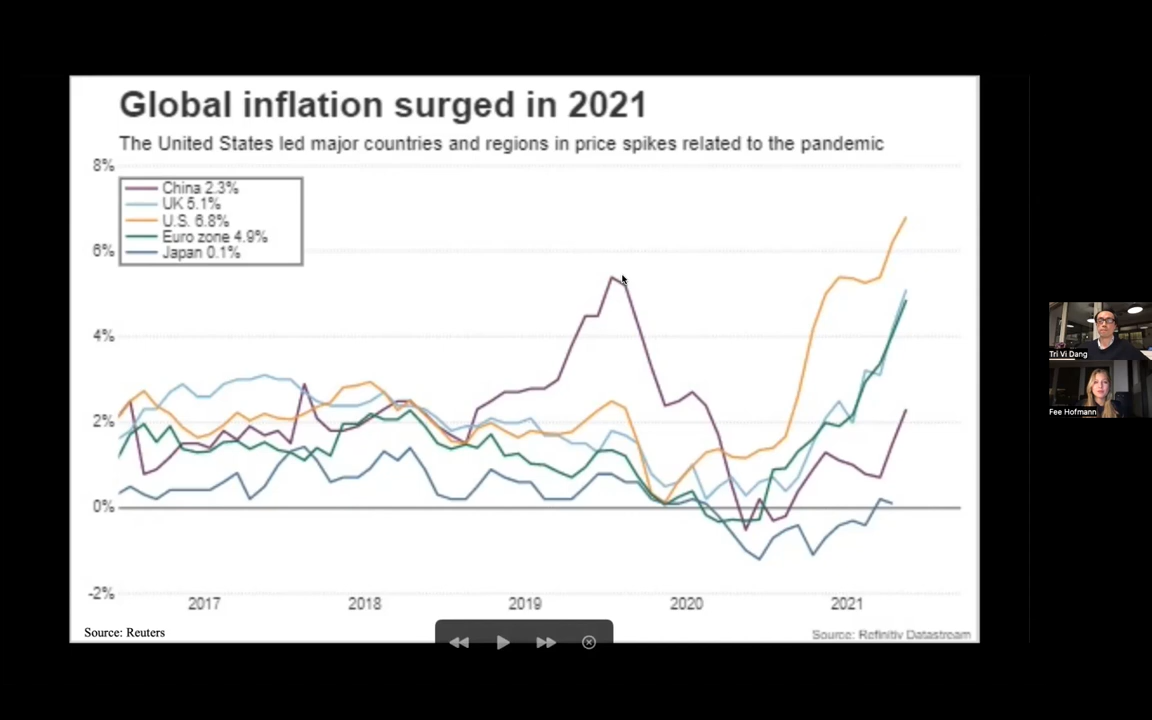 Global inflation surged in 2021
The United States led major countries and regions in price spikes related to the pandemic
8%
China 2.3%
UK 5.1%
U.S. 6.8%
Euro zone 4.9%
Japan 0.1%
6%
4%
2%
0%
-2%
2017 2018 2019 2020 2021
Source: Reuters
Source: Refinitiv Datastream
Tri Vi Dang
Fee Hofmann